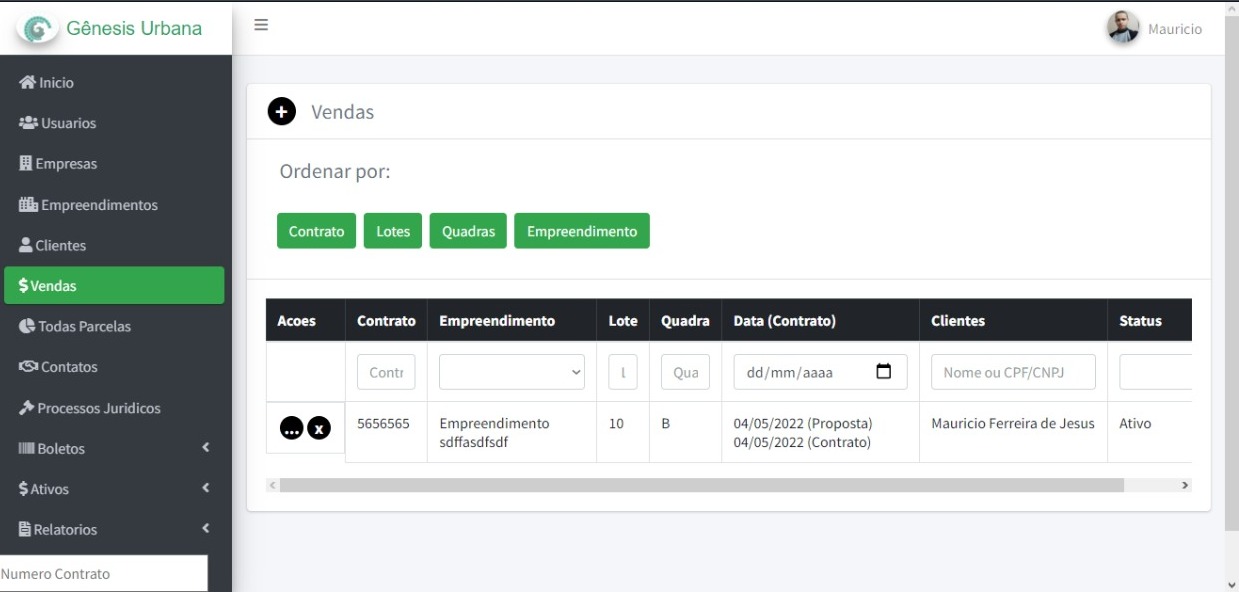 Gênesis Urbana
Mauricio
Inicio
Usuarios
Empresas
Empreendimentos
Clientes
Vendas
Todas Parcelas
Contatos
Processos Juridicos
Boletos
Ativos
Relatorios
Numero Contrato
Vendas
Ordenar por:
Contrato Lotes Quadras Empreendimento
Acoes Contrato Empreendimento Lote Quadra Data (Contrato) Clientes Status
Contr l Qua dd/mm/aaaa Nome ou CPF/CNPJ
... x 5656565 Empreendimento 10 B 04/05/2022 (Proposta) Mauricio Ferreira de Jesus Ativo
sdffasdfsdf 04/05/2022 (Contrato)